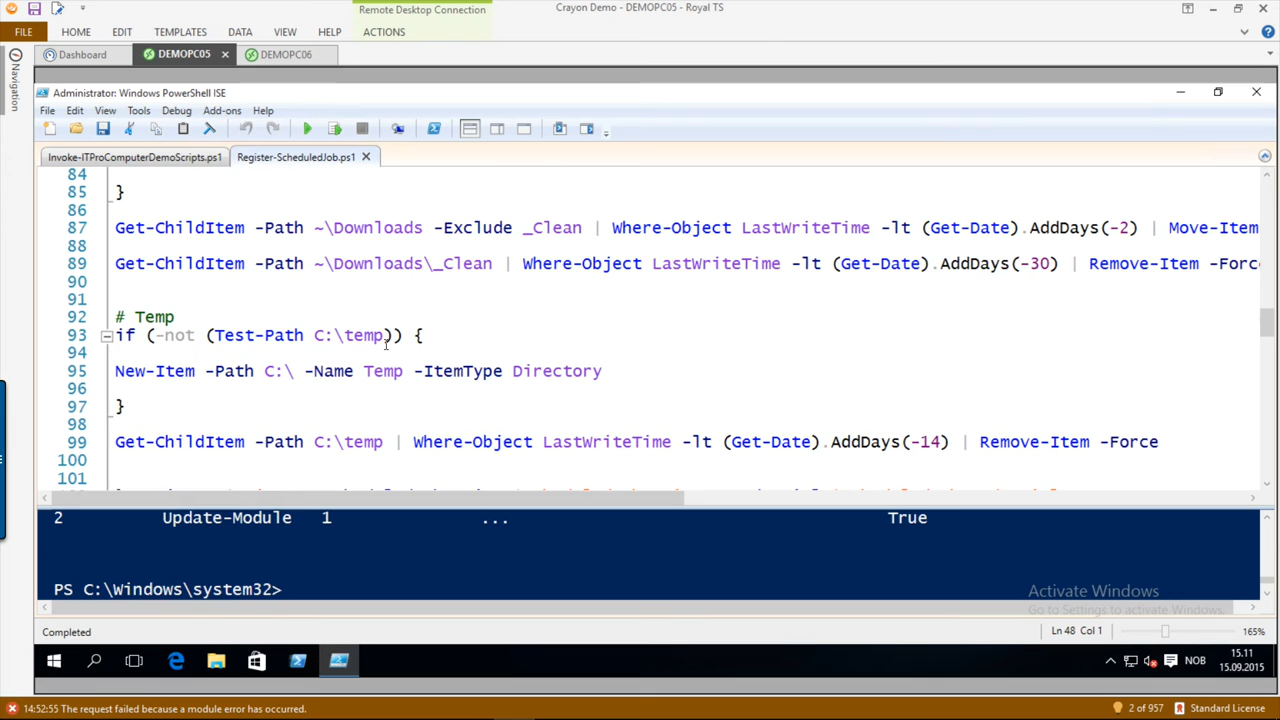 Remote Desktop Connection
Crayon Demo - DEMOPC05 - Royal TS
FILE HOME EDIT TEMPLATES DATA VIEW HELP ACTIONS
Dashboard DEMOPC05 DEMOPC06
Navigation
Administrator: Windows PowerShell ISE
File Edit View Tools Debug Add-ons Help
Invoke-ITProComputerDemoScripts.ps1 Register-ScheduledJob.ps1
84
85 }
86
87 Get-ChildItem -Path ~\Downloads -Exclude _Clean | Where-Object LastWriteTime -lt (Get-Date).AddDays(-2) | Move-Item
88
89 Get-ChildItem -Path ~\Downloads\_Clean | Where-Object LastWriteTime -lt (Get-Date).AddDays(-30) | Remove-Item -Force
90
91
92 # Temp
93 if (-not (Test-Path C:\temp)) {
94
95 New-Item -Path C:\ -Name Temp -ItemType Directory
96
97 }
98
99 Get-ChildItem -Path C:\temp | Where-Object LastWriteTime -lt (Get-Date).AddDays(-14) | Remove-Item -Force
100
101
2 Update-Module 1 ... True
PS C:\Windows\system32>
Activate Windows
Go to Settings to activate Windows.
Completed Ln 48 Col 1 165%
NOB 15.11
15.09.2015
14:52:55 The request failed because a module error has occurred. 2 of 957 Standard License